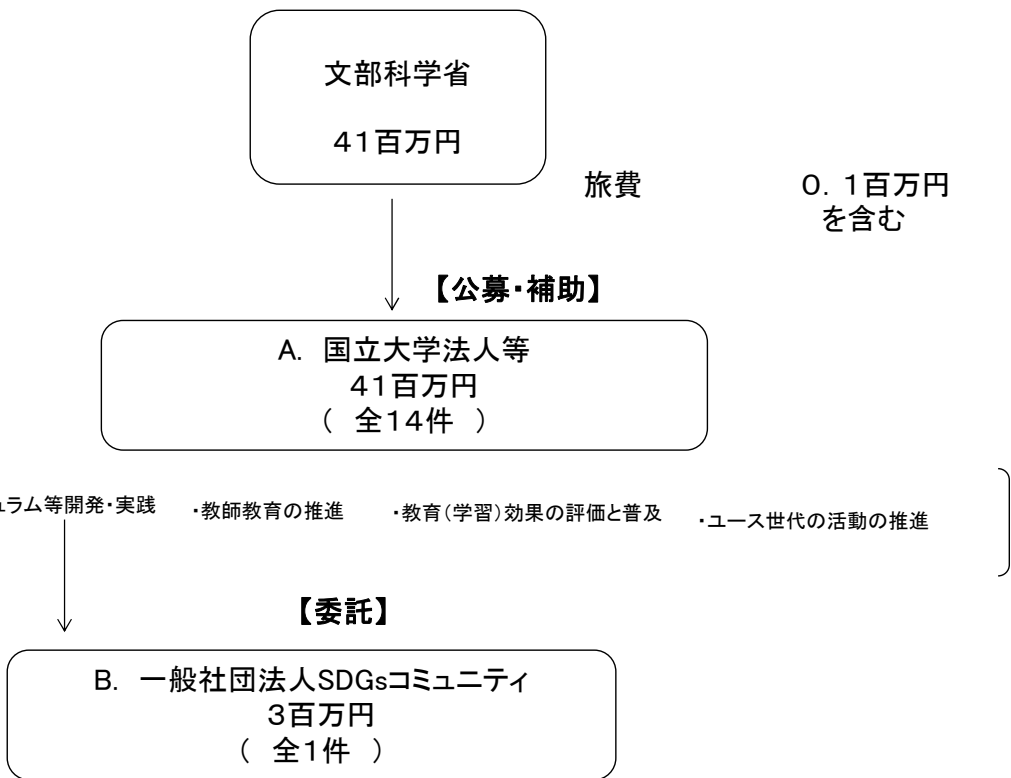 文部科学省
41百万円
旅費 0.1百万円
を含む
【公募・補助】
A. 国立大学法人等
41百万円
( 全14件 )
ュラム等開発・実践 ・教師教育の推進 ・教育(学習)効果の評価と普及 ・ユース世代の活動の推進
【委託】
B. 一般社団法人SDGsコミュニティ
3百万円
( 全1件 )